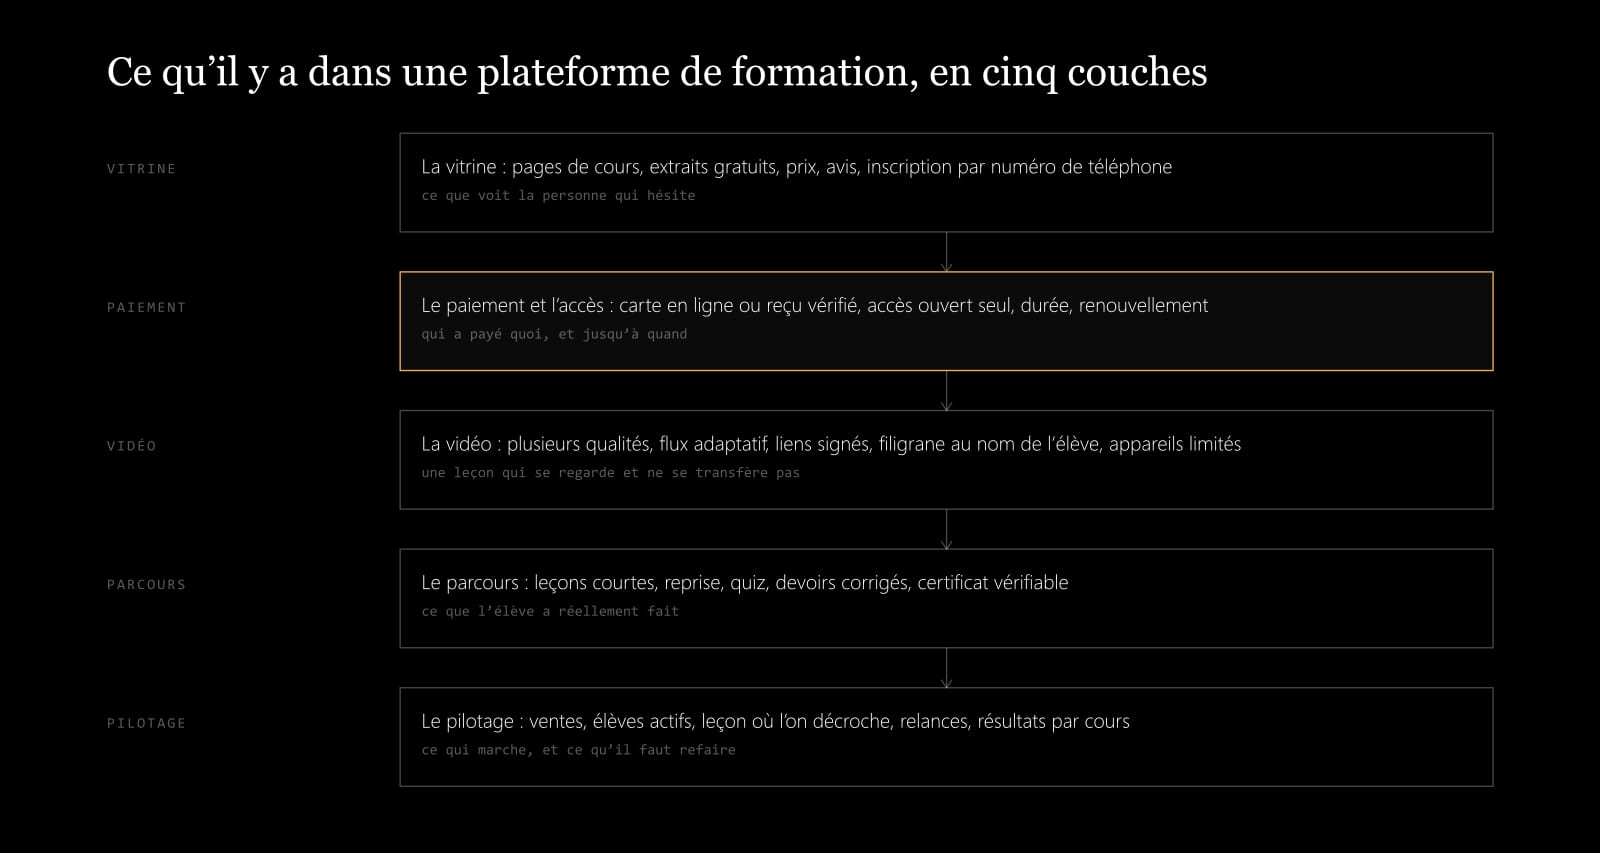 Ce qu’il y a dans une plateforme de formation, en cinq couches
VITRINE
La vitrine : pages de cours, extraits gratuits, prix, avis, inscription par numéro de téléphone
ce que voit la personne qui hésite
PAIEMENT
Le paiement et l’accès : carte en ligne ou reçu vérifié, accès ouvert seul, durée, renouvellement
qui a payé quoi, et jusqu’à quand
VIDÉO
La vidéo : plusieurs qualités, flux adaptatif, liens signés, filigrane au nom de l’élève, appareils limités
une leçon qui se regarde et ne se transfère pas
PARCOURS
Le parcours : leçons courtes, reprise, quiz, devoirs corrigés, certificat vérifiable
ce que l’élève a réellement fait
PILOTAGE
Le pilotage : ventes, élèves actifs, leçon où l’on décroche, relances, résultats par cours
ce qui marche, et ce qu’il faut refaire